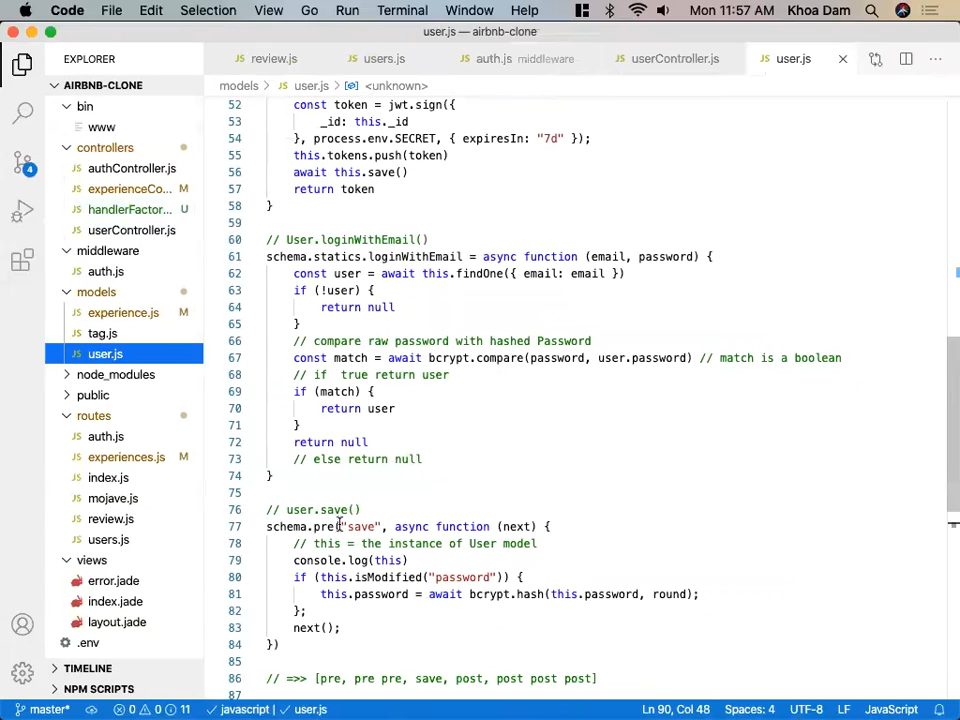 Code File Edit Selection View Go Run Terminal Window Help Mon 11:57 AM Khoa Dam
user.js — airbnb-clone
EXPLORER
review.js users.js auth.js middleware userController.js user.js
models > user.js > <unknown>
AIRBNB-CLONE
bin
www
controllers
authController.js
experienceCo... M
handlerFactor... U
userController.js
middleware
auth.js
models
experience.js M
tag.js
user.js
node_modules
public
routes
auth.js
experiences.js M
index.js
mojave.js
review.js
users.js
views
error.jade
index.jade
layout.jade
.env
TIMELINE
NPM SCRIPTS
4
52 const token = jwt.sign({
53 _id: this._id
54 }, process.env.SECRET, { expiresIn: "7d" });
55 this.tokens.push(token)
56 await this.save()
57 return token
58 }
59
60 // User.loginWithEmail()
61 schema.statics.loginWithEmail = async function (email, password) {
62 const user = await this.findOne({ email: email })
63 if (!user) {
64 return null
65 }
66 // compare raw password with hashed Password
67 const match = await bcrypt.compare(password, user.password) // match is a boolean
68 // if  true return user
69 if (match) {
70 return user
71 }
72 return null
73 // else return null
74 }
75
76 // user.save()
77 schema.pre("save", async function (next) {
78 // this = the instance of User model
79 console.log(this)
80 if (this.isModified("password")) {
81 this.password = await bcrypt.hash(this.password, round);
82 };
83 next();
84 })
85
86 // =>> [pre, pre pre, save, post, post post post]
87
master* 0 0 11 javascript | user.js Ln 90, Col 48 Spaces: 4 UTF-8 LF JavaScript